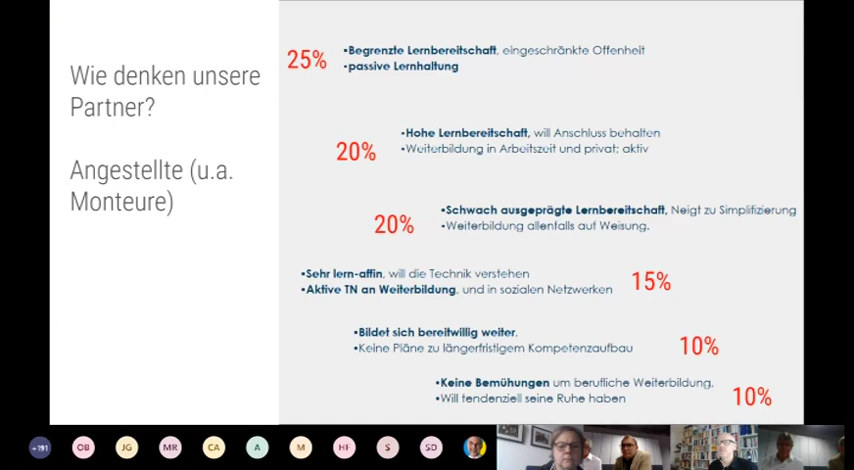 Wie denken unsere
Partner?
Angestellte (u.a.
Monteure)
25%
•Begrenzte Lernbereitschaft, eingeschränkte Offenheit
•passive Lernhaltung
20%
•Hohe Lernbereitschaft, will Anschluss behalten
•Weiterbildung in Arbeitszeit und privat; aktiv
20%
•Schwach ausgeprägte Lernbereitschaft, Neigt zu Simplifizierung
•Weiterbildung allenfalls auf Weisung.
•Sehr lern-affin, will die Technik verstehen
•Aktive TN an Weiterbildung, und in sozialen Netzwerken
15%
•Bildet sich bereitwillig weiter.
•Keine Pläne zu längerfristigem Kompetenzaufbau
10%
•Keine Bemühungen um berufliche Weiterbildung,
•Will tendenziell seine Ruhe haben
10%
+191 OB JG MR CA A M HF S SD